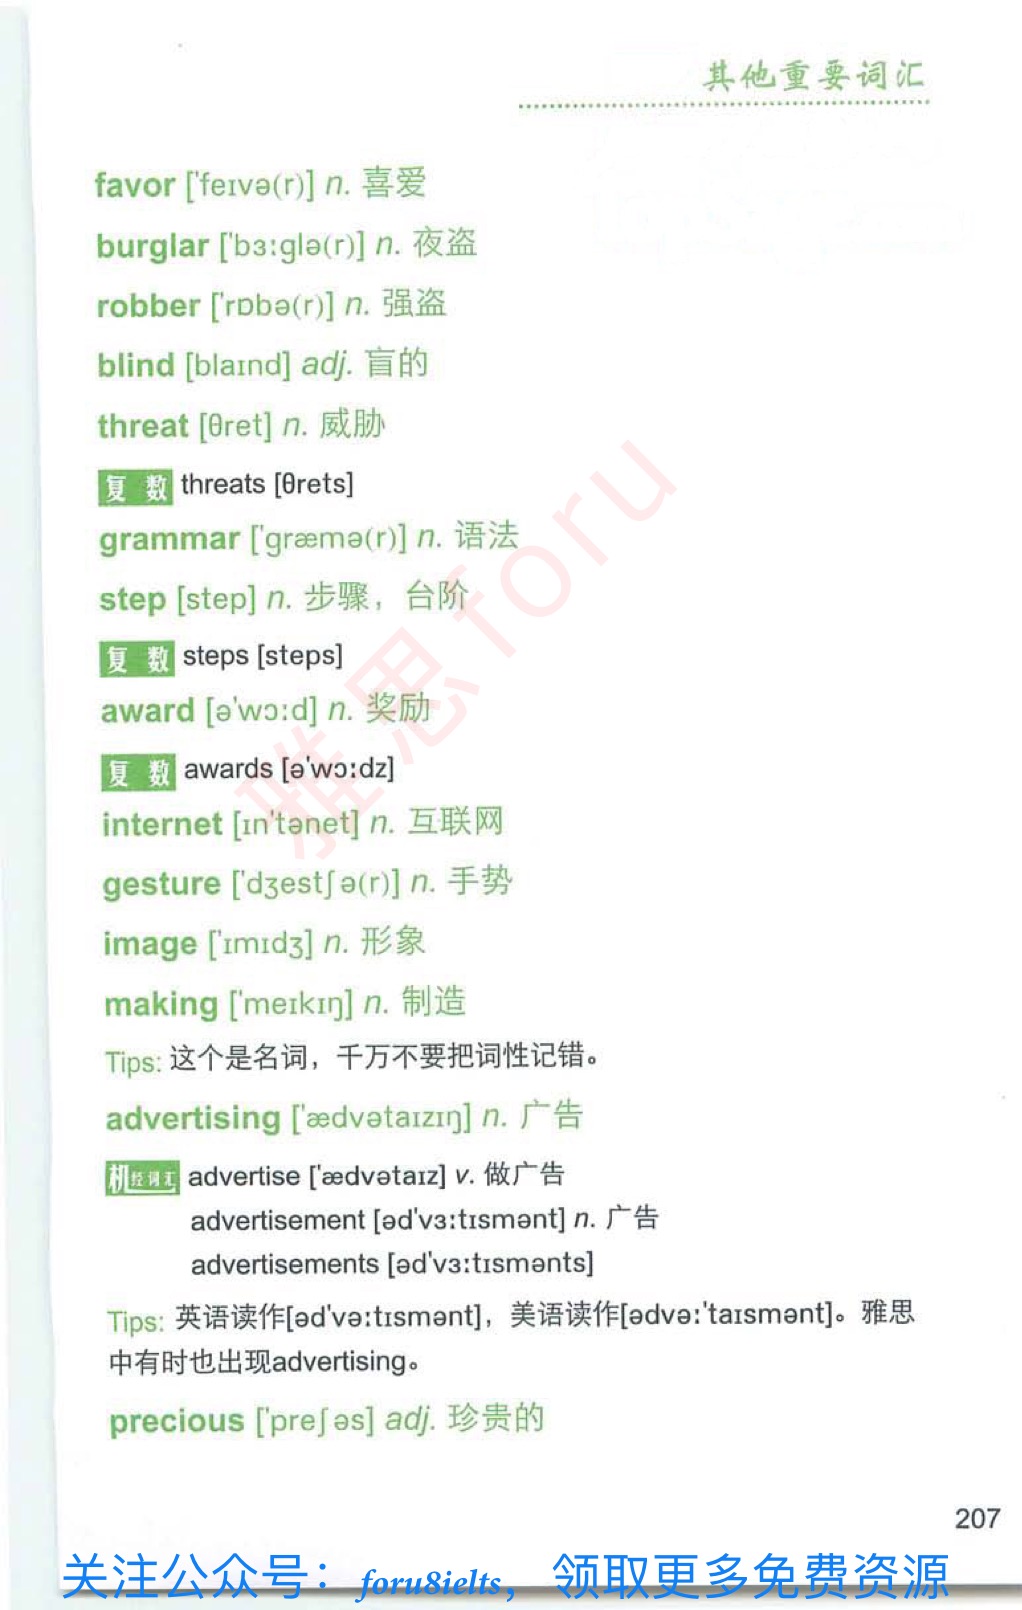 其他重要词汇
favor ['feɪvə(r)] n. 喜爱
burglar ['bɜːglə(r)] n. 夜盗
robber ['rɒbə(r)] n. 强盗
blind [blaɪnd] adj. 盲的
threat [θret] n. 威胁
复 数 threats [θrets]
grammar ['græmə(r)] n. 语法
step [step] n. 步骤，台阶
复 数 steps [steps]
award [ə'wɔːd] n. 奖励
复 数 awards [ə'wɔːdz]
internet [ɪn'tənet] n. 互联网
gesture ['dʒestʃə(r)] n. 手势
image ['ɪmɪdʒ] n. 形象
making ['meɪkɪŋ] n. 制造
Tips: 这个是名词，千万不要把词性记错。
advertising ['ædvətaɪzɪŋ] n. 广告
机经词汇 advertise ['ædvətaɪz] v. 做广告
advertisement [əd'vɜːtɪsmənt] n. 广告
advertisements [əd'vɜːtɪsmənts]
Tips: 英语读作[əd'vəːtɪsmənt]，美语读作[ədvəː'taɪsmənt]。雅思
中有时也出现advertising。
precious ['preʃəs] adj. 珍贵的
207
雅思foru
关注公众号：foru8ielts，领取更多免费资源